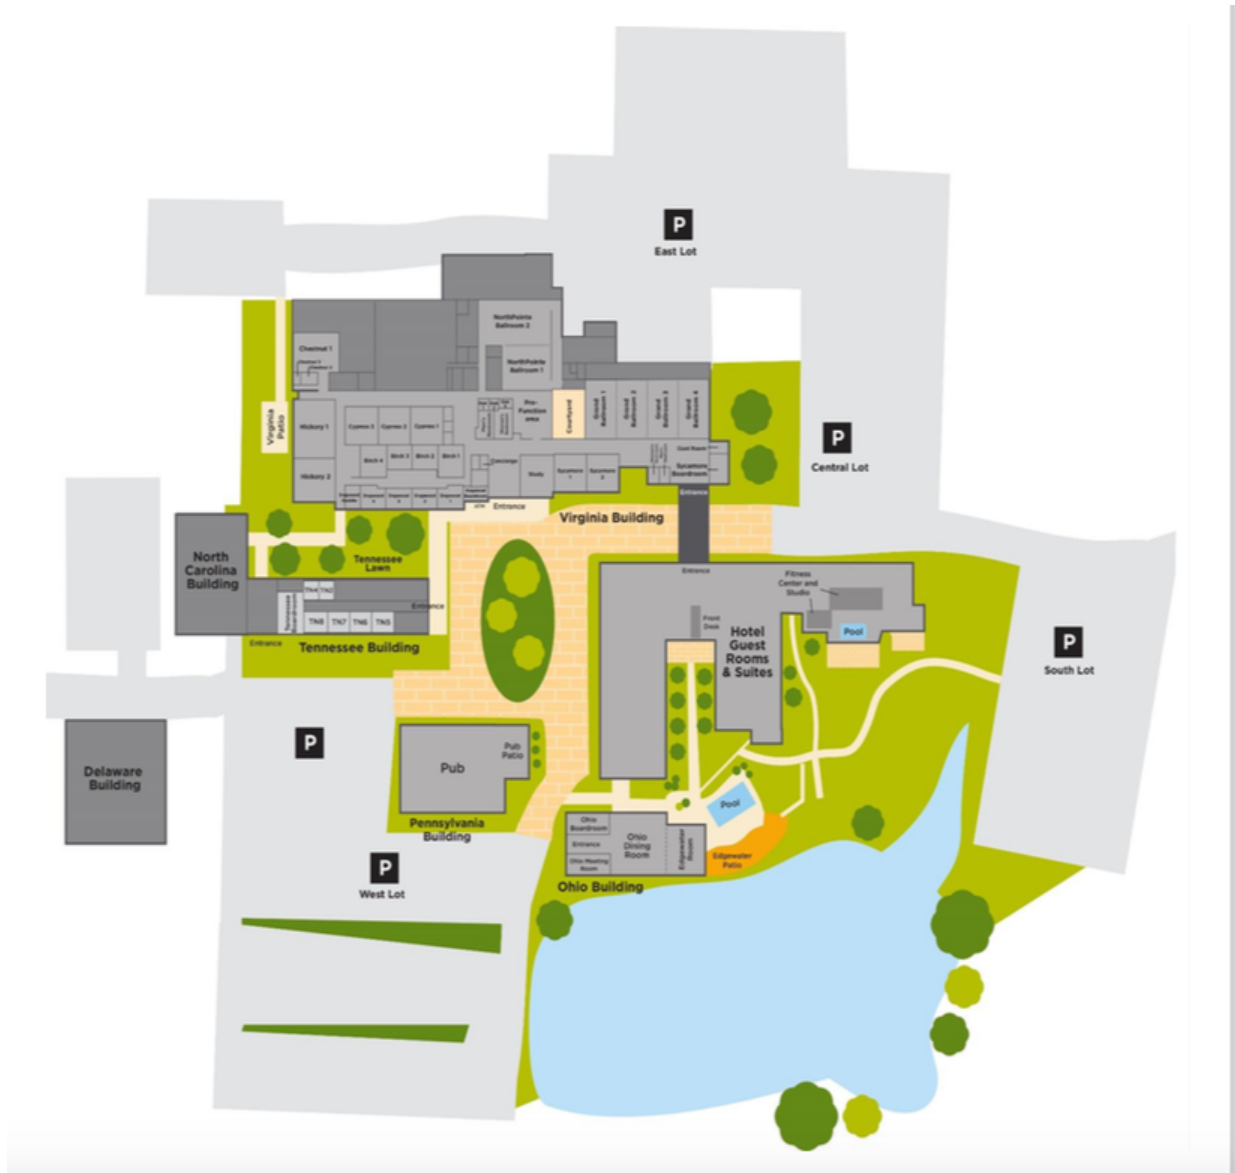 P
East Lot
NorthPointe
Ballroom 2
NorthPointe
Ballroom 1
Chestnut 1
Virginia
Patio
Hickory 1
Hickory 2
Cypress 3
Cypress 2
Cypress 1
Birch 4
Birch 3
Birch 2
Birch 1
Pre-
Function
area
Courtyard
Grand
Ballroom 1
Grand
Ballroom 2
Grand
Ballroom 3
Grand
Ballroom 4
Concierge
Study
Sycamore
1
Sycamore
2
Coat Room
Sycamore
Boardroom
Entrance
Entrance
Virginia Building
P
Central Lot
North
Carolina
Building
Tennessee
Lawn
TN4
TN2
Tennessee
Boardroom
TN8
TN7
TN6
TN5
Entrance
Entrance
Tennessee Building
Entrance
Fitness
Center and
Studio
Front
Desk
Pool
Hotel
Guest
Rooms
& Suites
P
South Lot
P
Delaware
Building
Pub
Pub
Patio
Pennsylvania
Building
Pool
Ohio
Boardroom
Entrance
Ohio Meeting
Room
Ohio
Dining
Room
Edgewater
Room
Edgewater
Patio
Ohio Building
P
West Lot